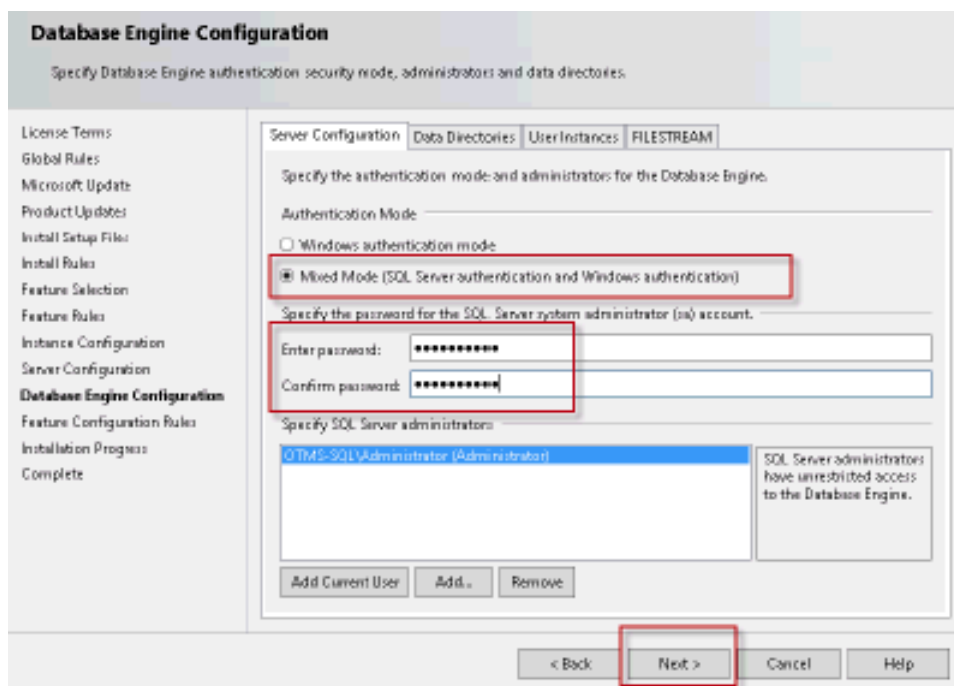 Database Engine Configuration
Specify Database Engine authentication security mode, administrators and data directories.
License Terms
Global Rules
Microsoft Update
Product Updates
Install Setup Files
Install Rules
Feature Selection
Feature Rules
Instance Configuration
Server Configuration
Database Engine Configuration
Feature Configuration Rules
Installation Progress
Complete
Server Configuration Data Directories User Instances FILESTREAM
Specify the authentication mode and administrators for the Database Engine.
Authentication Mode
Windows authentication mode
Mixed Mode (SQL Server authentication and Windows authentication)
Specify the password for the SQL Server system administrator (sa) account.
Enter password: ●●●●●●●●●●
Confirm password: ●●●●●●●●●●
Specify SQL Server administrators
OTMS-SQL\Administrator (Administrator)
SQL Server administrators
have unrestricted access
to the Database Engine.
Add Current User Add... Remove
< Back Next > Cancel Help